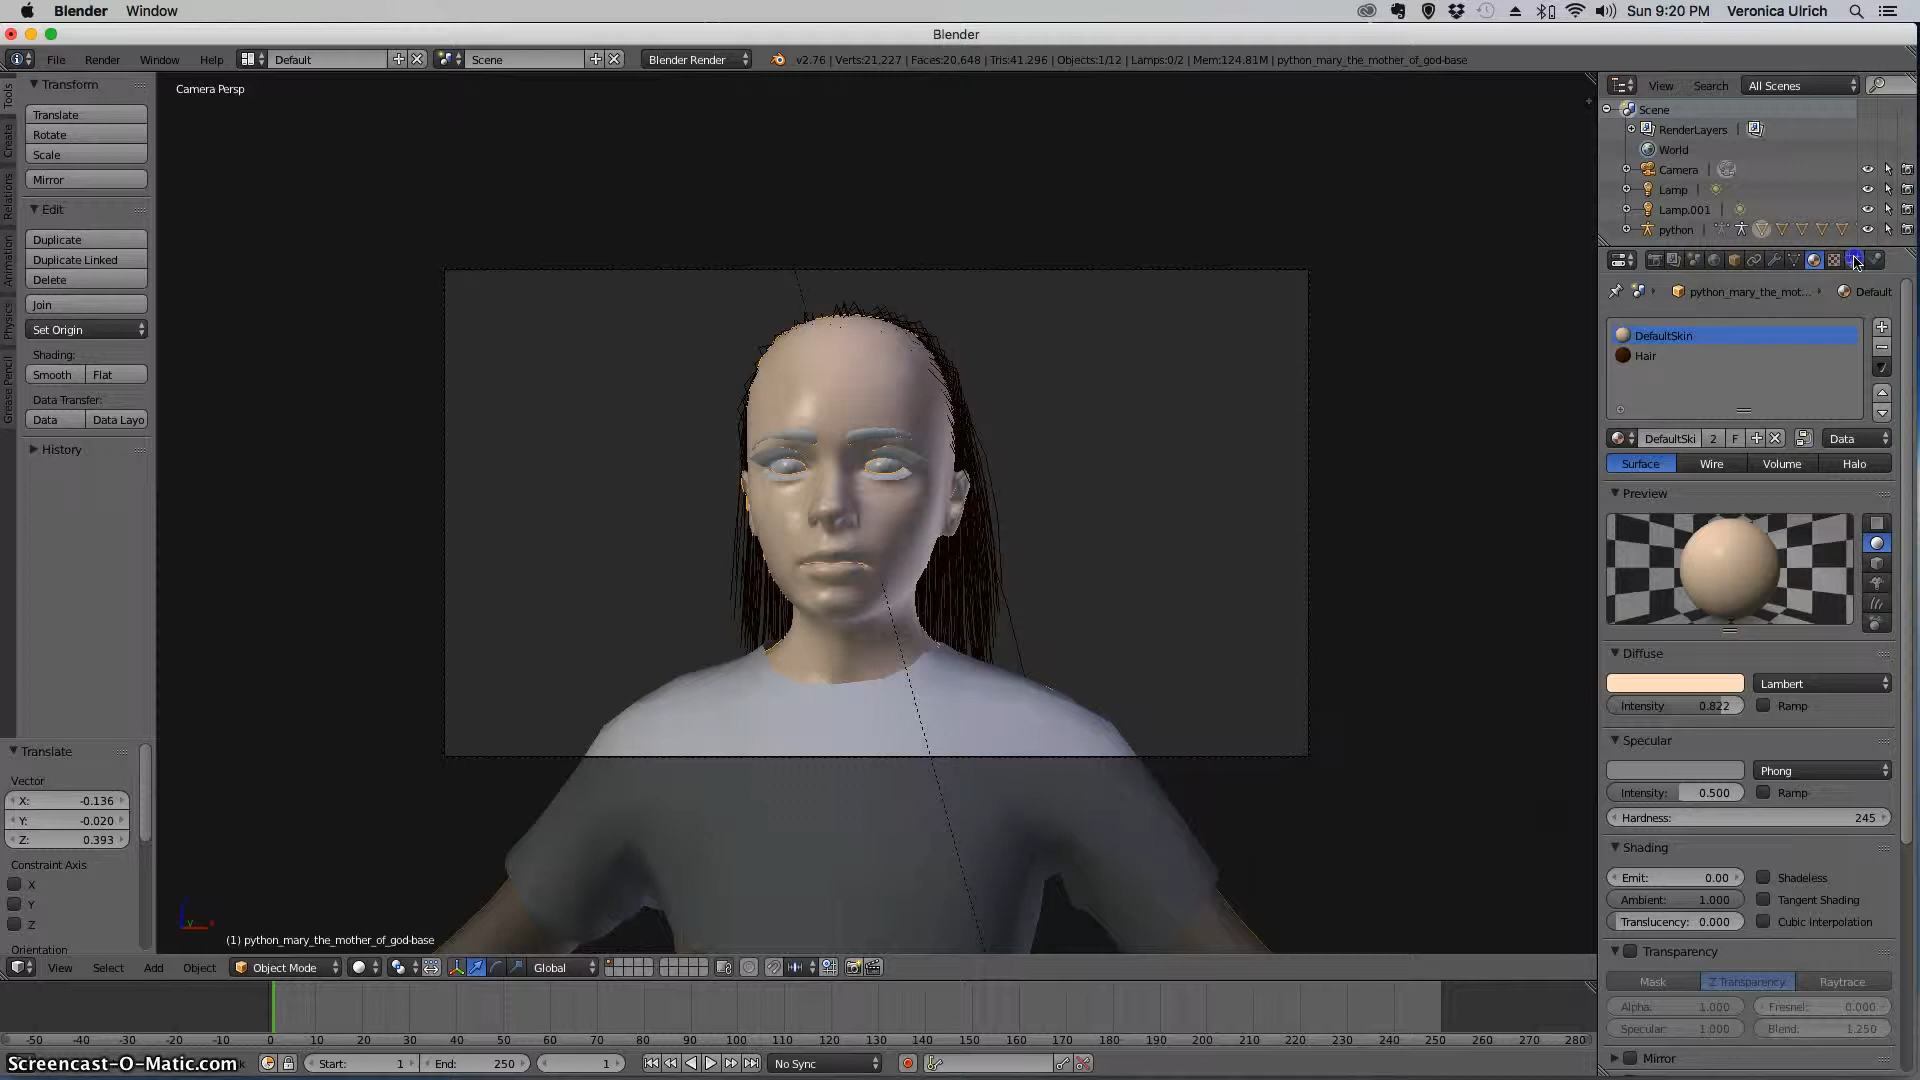 Blender Window
Sun 9:20 PM Veronica Ulrich
Blender
File Render Window Help Default Scene Blender Render v2.76 | Verts:21,227 | Faces:20,648 | Tris:41.296 | Objects:1/12 | Lamps:0/2 | Mem:124.81M | python_mary_the_mother_of_god-base
Tools
Create
Relations
Animation
Physics
Grease Pencil
Transform
Translate
Rotate
Scale
Mirror
Edit
Duplicate
Duplicate Linked
Delete
Join
Set Origin
Shading:
Smooth Flat
Data Transfer:
Data Data Layo
History
Translate
Vector
X: -0.136
Y: -0.020
Z: 0.393
Constraint Axis
X
Y
Z
Orientation
Camera Persp
(1) python_mary_the_mother_of_god-base
View Select Add Object Object Mode Global
View Search All Scenes
Scene
RenderLayers |
World
Camera |
Lamp |
Lamp.001 |
python |
python_mary_the_mot... Default
DefaultSkin
Hair
DefaultSki 2 F Data
Surface Wire Volume Halo
Preview
Diffuse
Lambert
Intensity 0.822 Ramp
Specular
Phong
Intensity: 0.500 Ramp
Hardness: 245
Shading
Emit: 0.00 Shadeless
Ambient: 1.000 Tangent Shading
Translucency: 0.000 Cubic Interpolation
Transparency
Mask Z Transparency Raytrace
Alpha: 1.000 Fresnel: 0.000
Specular: 1.000 Blend: 1.250
Mirror
-50 -40 -30 -20 -10 0 10 20 30 40 50 60 70 80 90 100 110 120 130 140 150 160 170 180 190 200 210 220 230 240 250 260 270 280
Screencast-O-Matic.com Start: 1 End: 250 1 No Sync